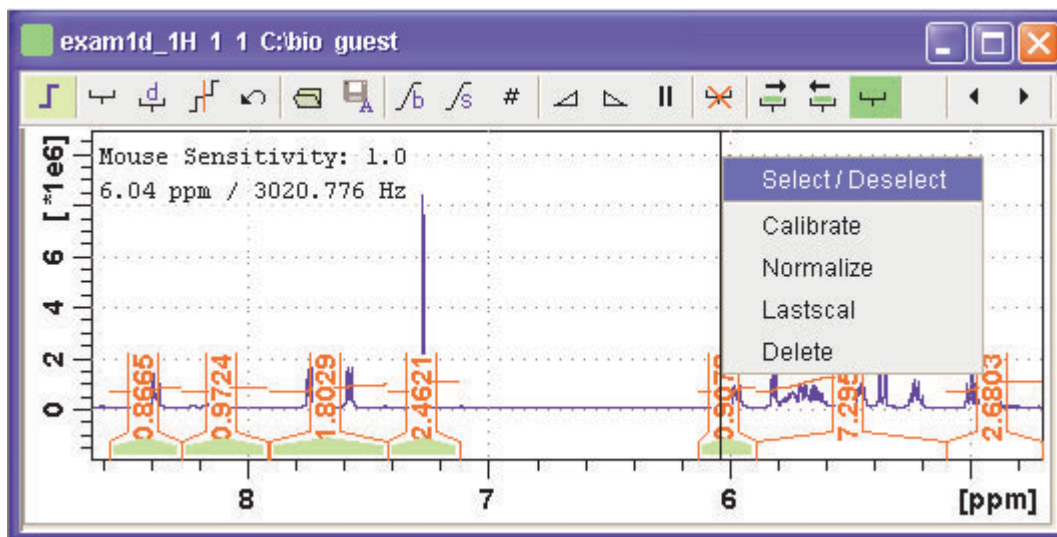 exam1d_1H 1 1 C:\bio guest
d
A
b
s
#
Mouse Sensitivity: 1.0
6.04 ppm / 3020.776 Hz
[*1e6]
6
4
2
0
Select / Deselect
Calibrate
Normalize
Lastscal
Delete
0.8665
0.9724
1.8029
2.4621
7.295
2.6803
8
7
6
[ppm]